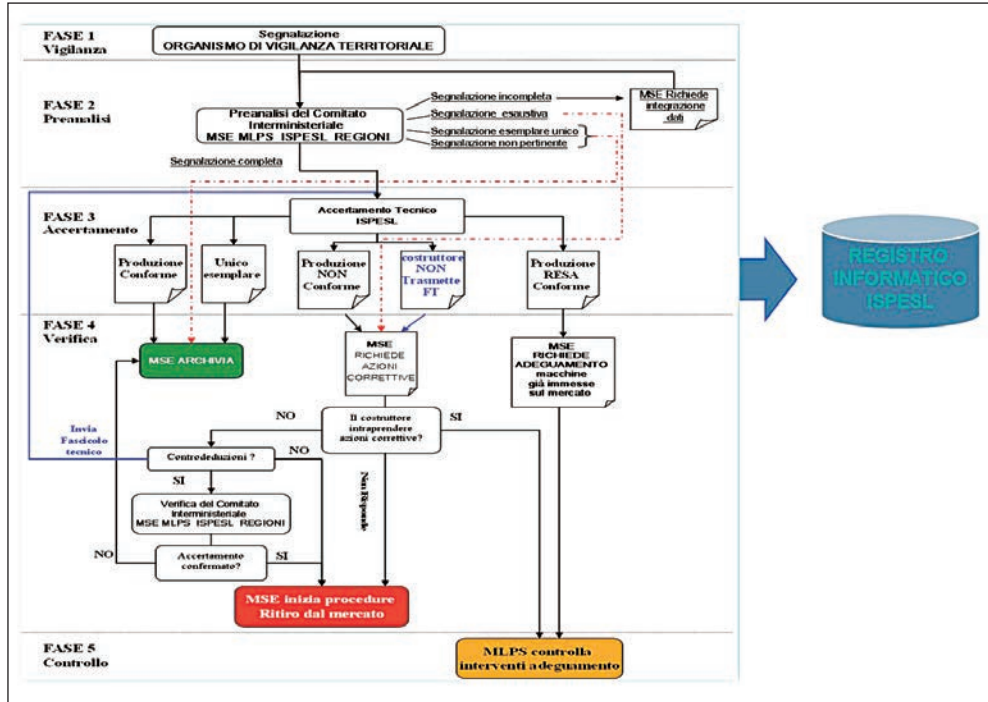 FASE 1
Vigilanza
Segnalazione
ORGANISMO DI VIGILANZA TERRITORIALE
FASE 2
Preanalisi
Preanalisi del Comitato
Interministeriale
MSE MLPS ISPESL REGIONI
Segnalazione incompleta
Segnalazione esaustiva
Segnalazione esemplare unico
Segnalazione non pertinente
MSE Richiede
integrazione
dati
Segnalazione completa
FASE 3
Accertamento
Accertamento Tecnico
ISPESL
Produzione
Conforme
Unico
esemplare
Produzione
NON
Conforme
costruttore
NON
Trasmette
FT
Produzione
RESA
Conforme
REGISTRO
INFORMATICO
ISPESL
FASE 4
Verifica
MSE ARCHIVIA
MSE
RICHIEDE
AZIONI
CORRETTIVE
MSE
RICHIEDE
ADEGUAMENTO
macchine
già immesse
sul mercato
NO
Il costruttore
intraprendere
azioni correttive?
SI
Invia
Fascicolo
tecnico
Controdeduzioni ?
NO
SI
Non Risponde
Verifica del Comitato
Interministeriale
MSE MLPS ISPESL REGIONI
NO
Accertamento
confermato?
SI
MSE inizia procedure
Ritiro dal mercato
FASE 5
Controllo
MLPS controlla
interventi adeguamento